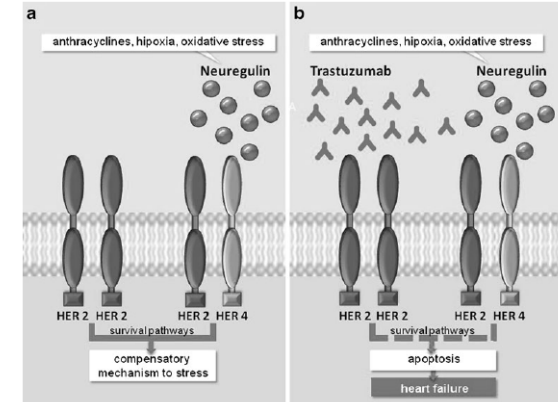 a
anthracyclines, hipoxia, oxidative stress
Neuregulin
HER 2 HER 2 HER 2 HER 4
survival pathways
compensatory
mechanism to stress
b
anthracyclines, hipoxia, oxidative stress
Trastuzumab Neuregulin
HER 2 HER 2 HER 2 HER 4
survival pathways
apoptosis
heart failure